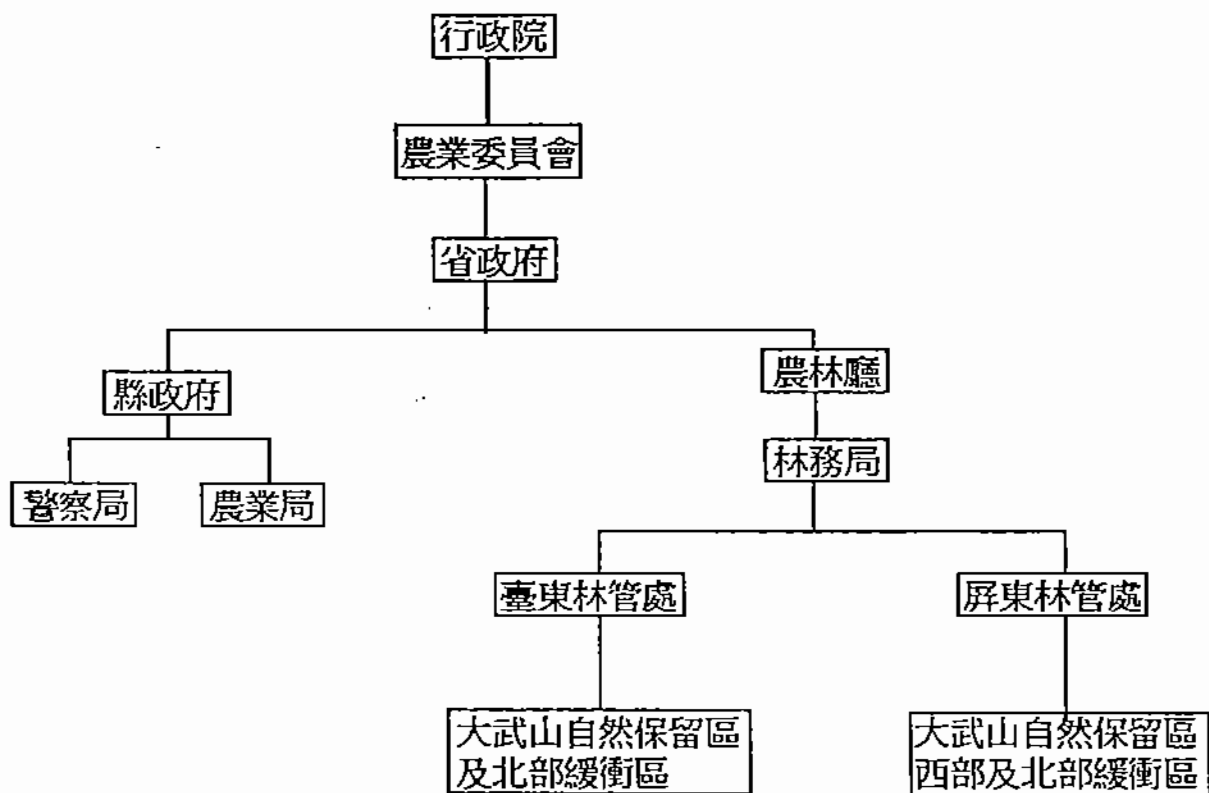 行政院
農業委員會
省政府
縣政府
農林廳
警察局
農業局
林務局
臺東林管處
屏東林管處
大武山自然保留區
及北部緩衝區
大武山自然保留區
西部及北部緩衝區